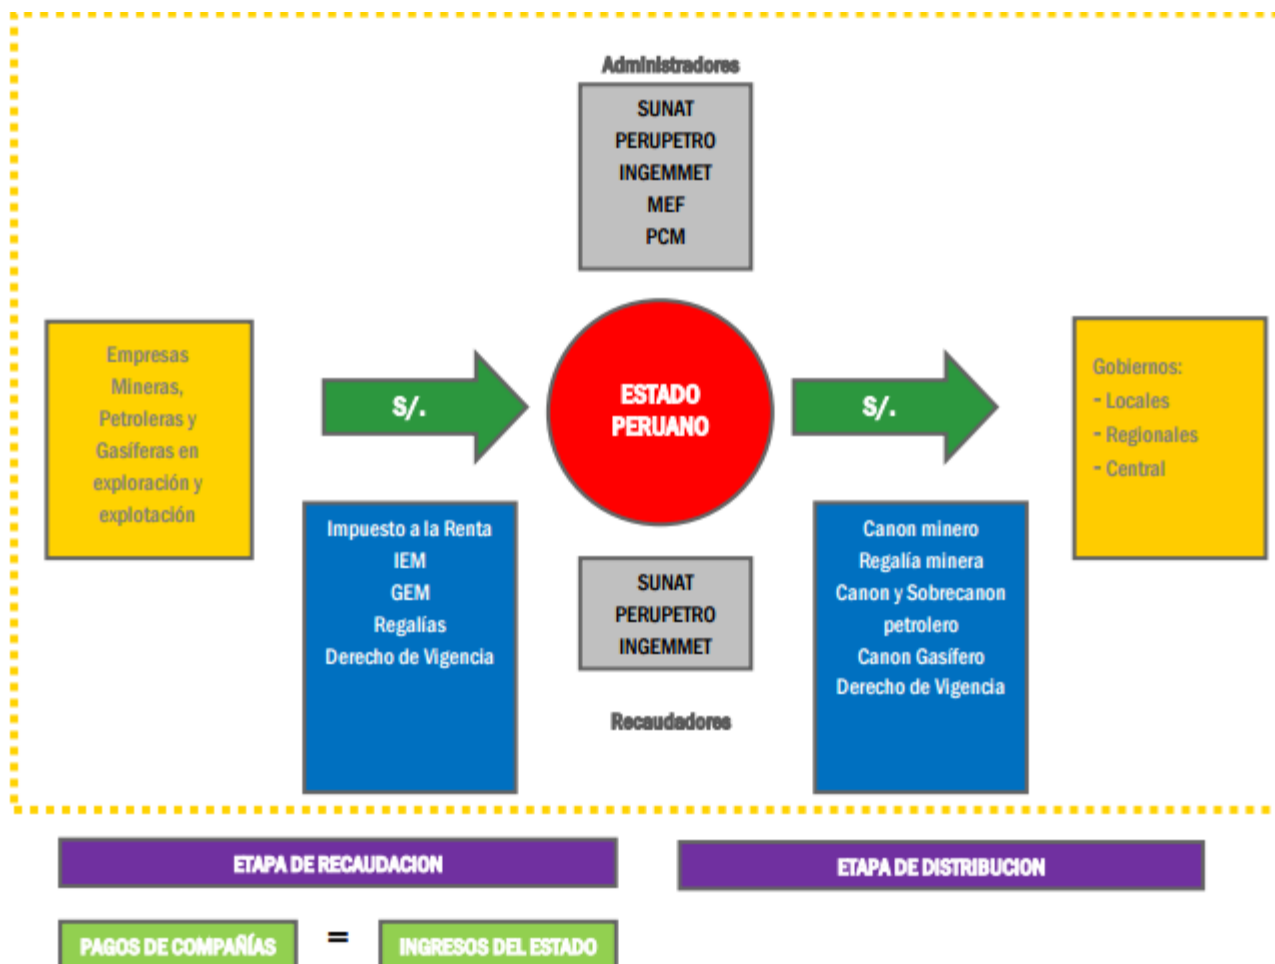 Administradores
SUNAT
PERUPETRO
INGEMMET
MEF
PCM
Empresas
Mineras,
Petroleras y
Gasíferas en
exploración y
explotación
S/.
ESTADO
PERUANO
S/.
Gobiernos:
- Locales
- Regionales
- Central
Impuesto a la Renta
IEM
GEM
Regalías
Derecho de Vigencia
SUNAT
PERUPETRO
INGEMMET
Recaudadores
Canon minero
Regalía minera
Canon y Sobrecanon
petrolero
Canon Gasífero
Derecho de Vigencia
ETAPA DE RECAUDACION
ETAPA DE DISTRIBUCION
PAGOS DE COMPAÑÍAS = INGRESOS DEL ESTADO